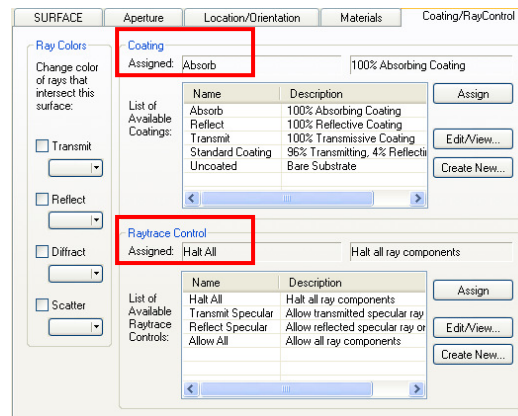 SURFACE Aperture Location/Orientation Materials Coating/RayControl
Ray Colors
Change color
of rays that
intersect this
surface:
Transmit
Reflect
Diffract
Scatter
Coating
Assigned: Absorb 100% Absorbing Coating
List of
Available
Coatings:
Name Description
Absorb 100% Absorbing Coating
Reflect 100% Reflective Coating
Transmit 100% Transmissive Coating
Standard Coating 96% Transmitting, 4% Reflecti
Uncoated Bare Substrate
Assign
Edit/View...
Create New...
Raytrace Control
Assigned: Halt All Halt all ray components
List of
Available
Raytrace
Controls:
Name Description
Halt All Halt all ray components
Transmit Specular Allow transmitted specular ray
Reflect Specular Allow reflected specular ray or
Allow All Allow all ray components
Assign
Edit/View...
Create New...